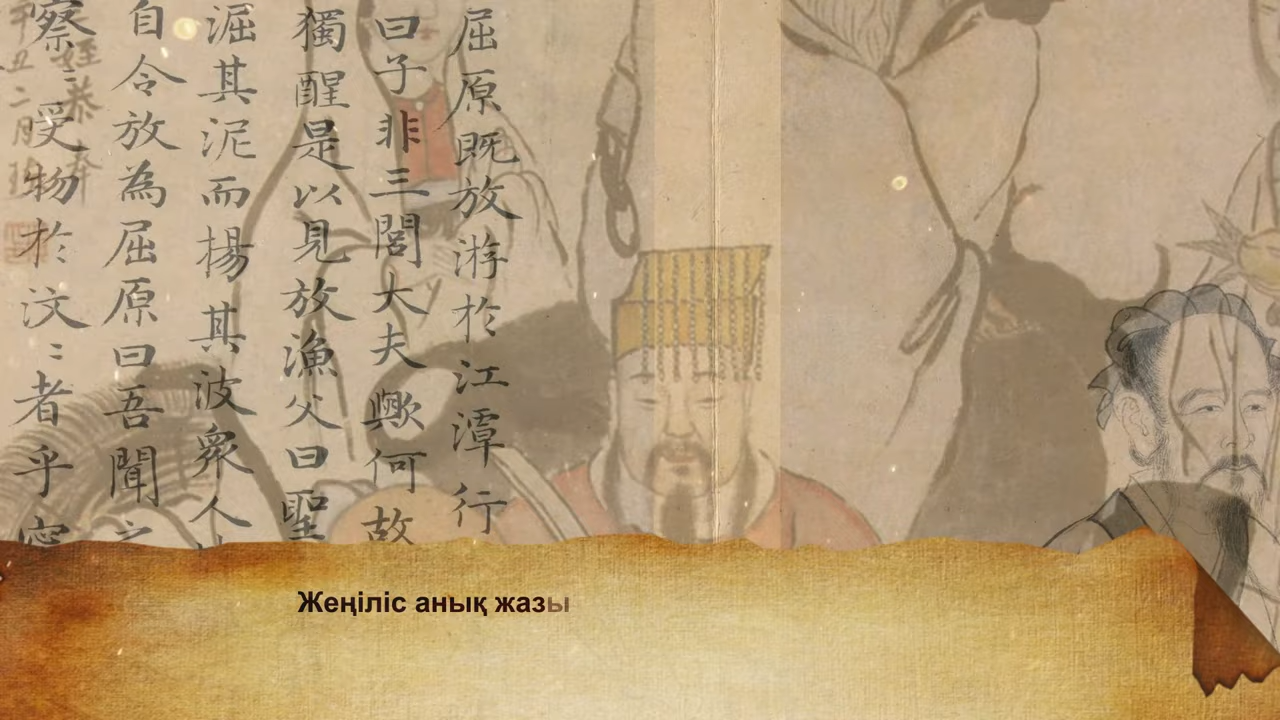 屈原既放游於江潭行
曰子非三閭大夫歟何故
獨醒是以見放漁父曰聖
淈其泥而揚其波衆人
自令放為屈原曰吾聞之
察察受物於汶汶者乎
Жеңіліс анық жазы